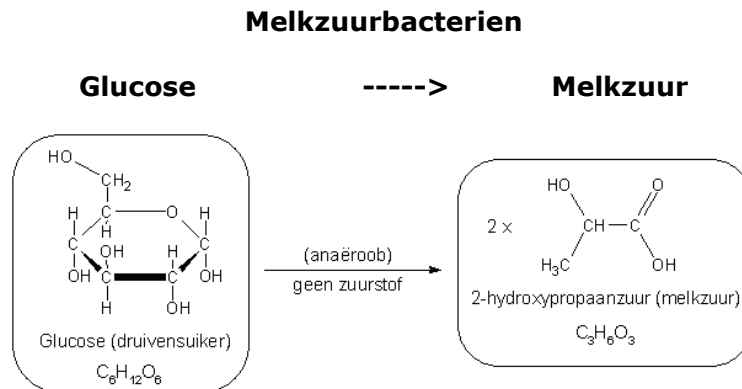 Melkzuurbacterien
Glucose -----> Melkzuur
HO
CH₂
H O H
C H C
OH OH H OH
C C
H OH
Glucose (druivensuiker)
C₆H₁₂O₆
(anaëroob)
geen zuurstof
HO O
2 x CH C
H₃C OH
2-hydroxypropaanzuur (melkzuur)
C₃H₆O₃